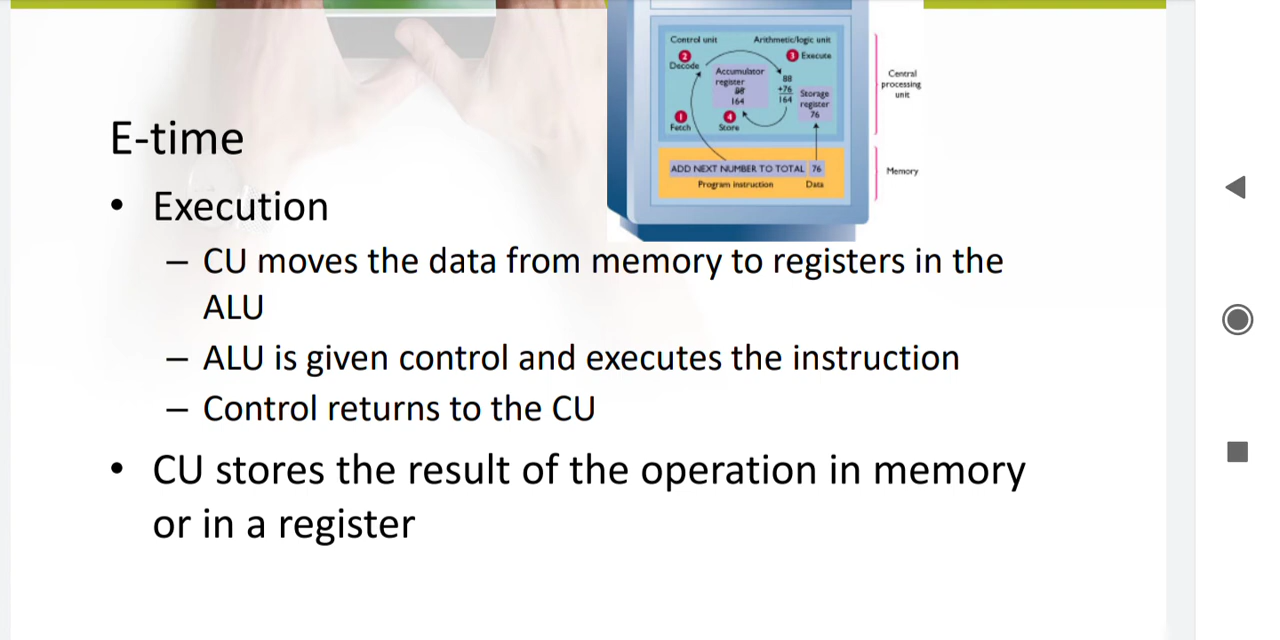 Control unit
Arithmetic/logic unit
2
Decode
3 Execute
Accumulator
register
88
164
88
+76
164
Storage
register
76
1
Fetch
4
Store
ADD NEXT NUMBER TO TOTAL 76
Program instruction
Data
Central
processing
unit
Memory
E-time
• Execution
– CU moves the data from memory to registers in the
ALU
– ALU is given control and executes the instruction
– Control returns to the CU
• CU stores the result of the operation in memory
or in a register